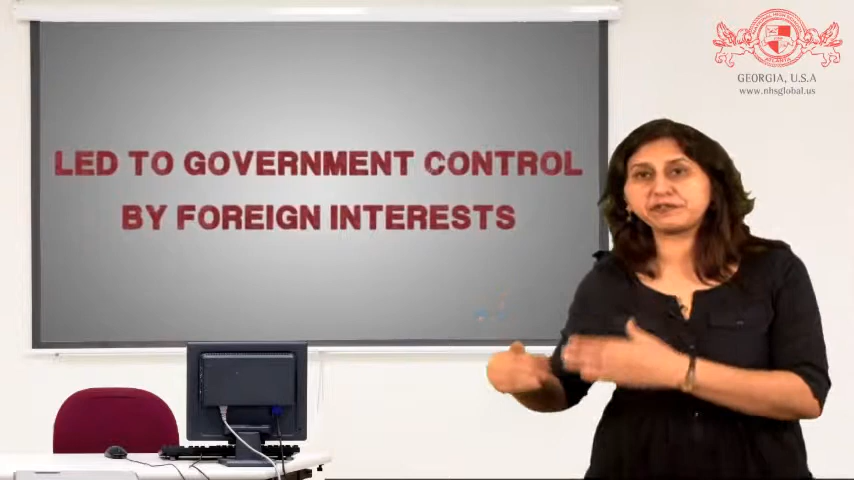 LED TO GOVERNMENT CONTROL
BY FOREIGN INTERESTS
GEORGIA, U.S.A
www.nhsglobal.us